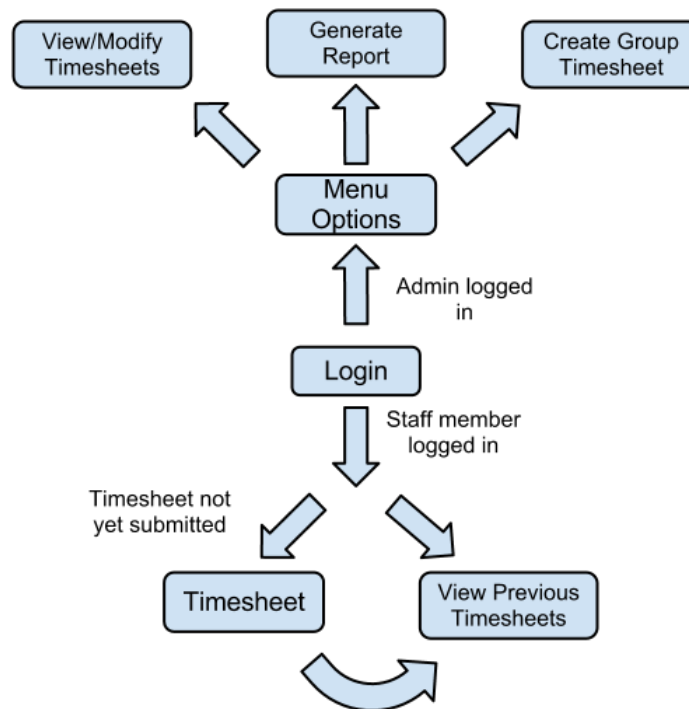 View/Modify
Timesheets
Generate
Report
Create Group
Timesheet
Menu
Options
Admin logged
in
Login
Staff member
logged in
Timesheet not
yet submitted
Timesheet
View Previous
Timesheets